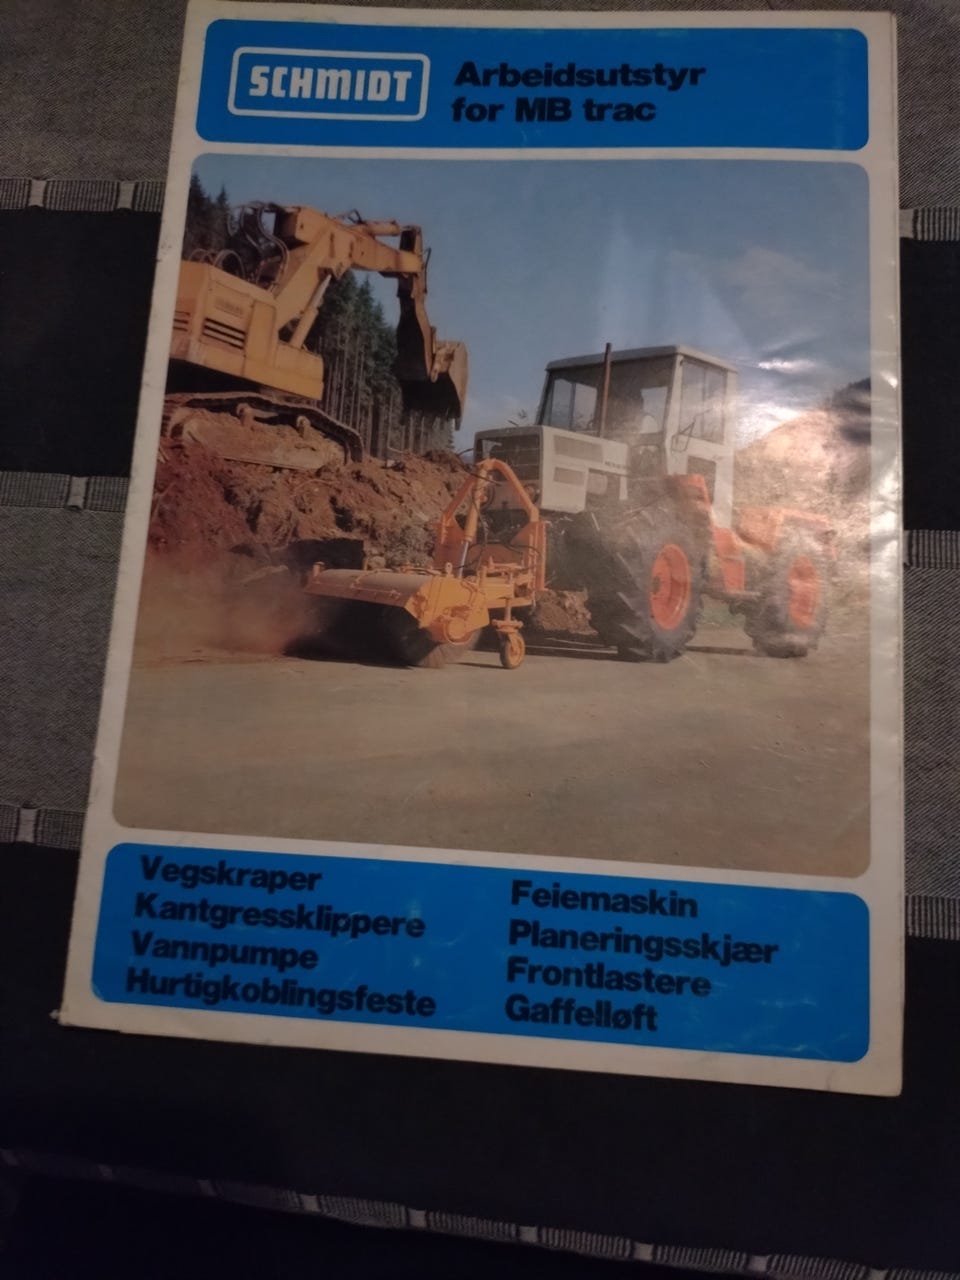 SCHMIDT
Arbeidsutstyr
for MB trac
Vegskraper
Kantgressklippere
Vannpumpe
Hurtigkoblingsfeste
Feiemaskin
Planeringsskjær
Frontlastere
Gaffelløft